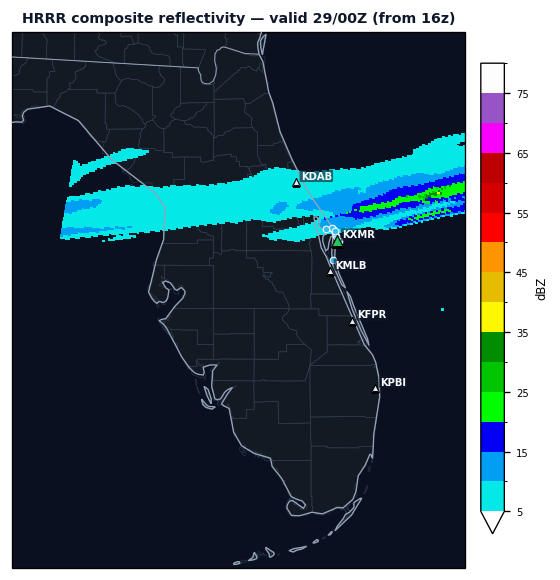 HRRR composite reflectivity — valid 29/00Z (from 16z)
KDAB
KXMR
KMLB
KFPR
KPBI
75
65
55
45
35
25
15
5
dBZ